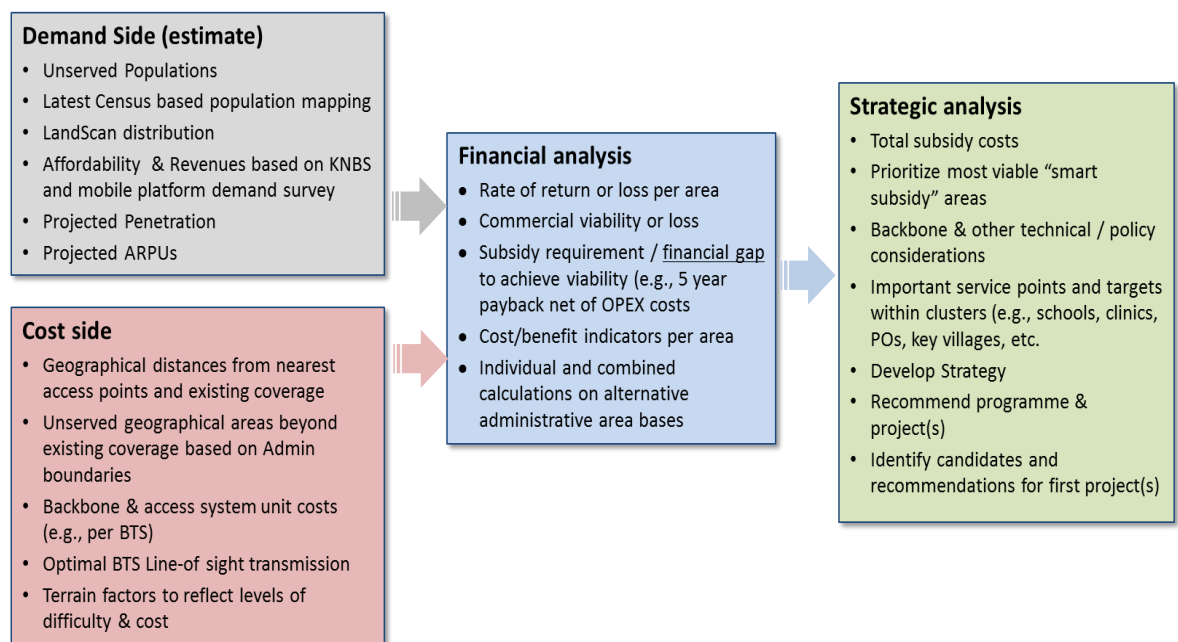 Demand Side (estimate)
• Unserved Populations
• Latest Census based population mapping
• LandScan distribution
• Affordability & Revenues based on KNBS
and mobile platform demand survey
• Projected Penetration
• Projected ARPUs
Cost side
• Geographical distances from nearest
access points and existing coverage
• Unserved geographical areas beyond
existing coverage based on Admin
boundaries
• Backbone & access system unit costs
(e.g., per BTS)
• Optimal BTS Line-of sight transmission
• Terrain factors to reflect levels of
difficulty & cost
Financial analysis
• Rate of return or loss per area
• Commercial viability or loss
• Subsidy requirement / financial gap
to achieve viability (e.g., 5 year
payback net of OPEX costs
• Cost/benefit indicators per area
• Individual and combined
calculations on alternative
administrative area bases
Strategic analysis
• Total subsidy costs
• Prioritize most viable “smart
subsidy” areas
• Backbone & other technical / policy
considerations
• Important service points and targets
within clusters (e.g., schools, clinics,
POs, key villages, etc.
• Develop Strategy
• Recommend programme &
project(s)
• Identify candidates and
recommendations for first project(s)